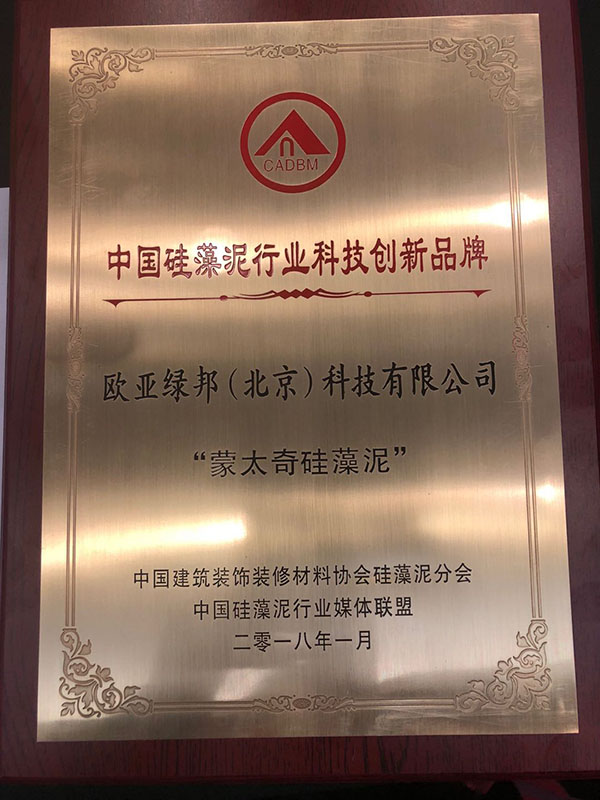 CADBM
中国硅藻泥行业科技创新品牌
欧亚绿邦（北京）科技有限公司
“蒙太奇硅藻泥”
中国建筑装饰装修材料协会硅藻泥分会
中国硅藻泥行业媒体联盟
二零一八年一月